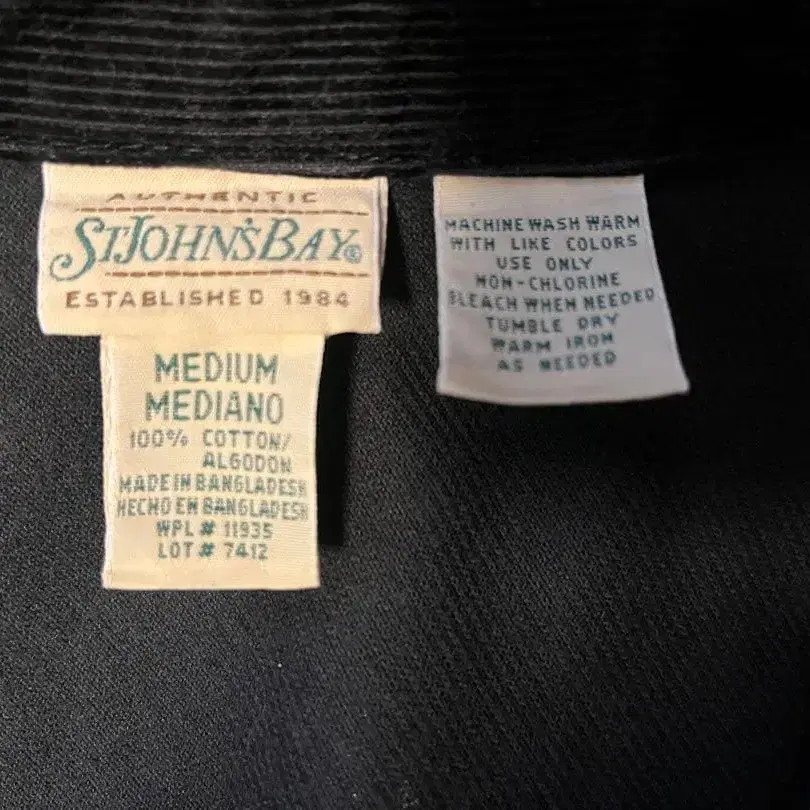 AUTHENTIC
ST. JOHN'S BAY®
ESTABLISHED 1984
MEDIUM
MEDIANO
100% COTTON/
ALGODON
MADE IN BANGLADESH
HECHO EN BANGLADESH
WPL # 11935
LOT # 7412
MACHINE WASH WARM
WITH LIKE COLORS
USE ONLY
NON-CHLORINE
BLEACH WHEN NEEDED
TUMBLE DRY
WARM IRON
AS NEEDED